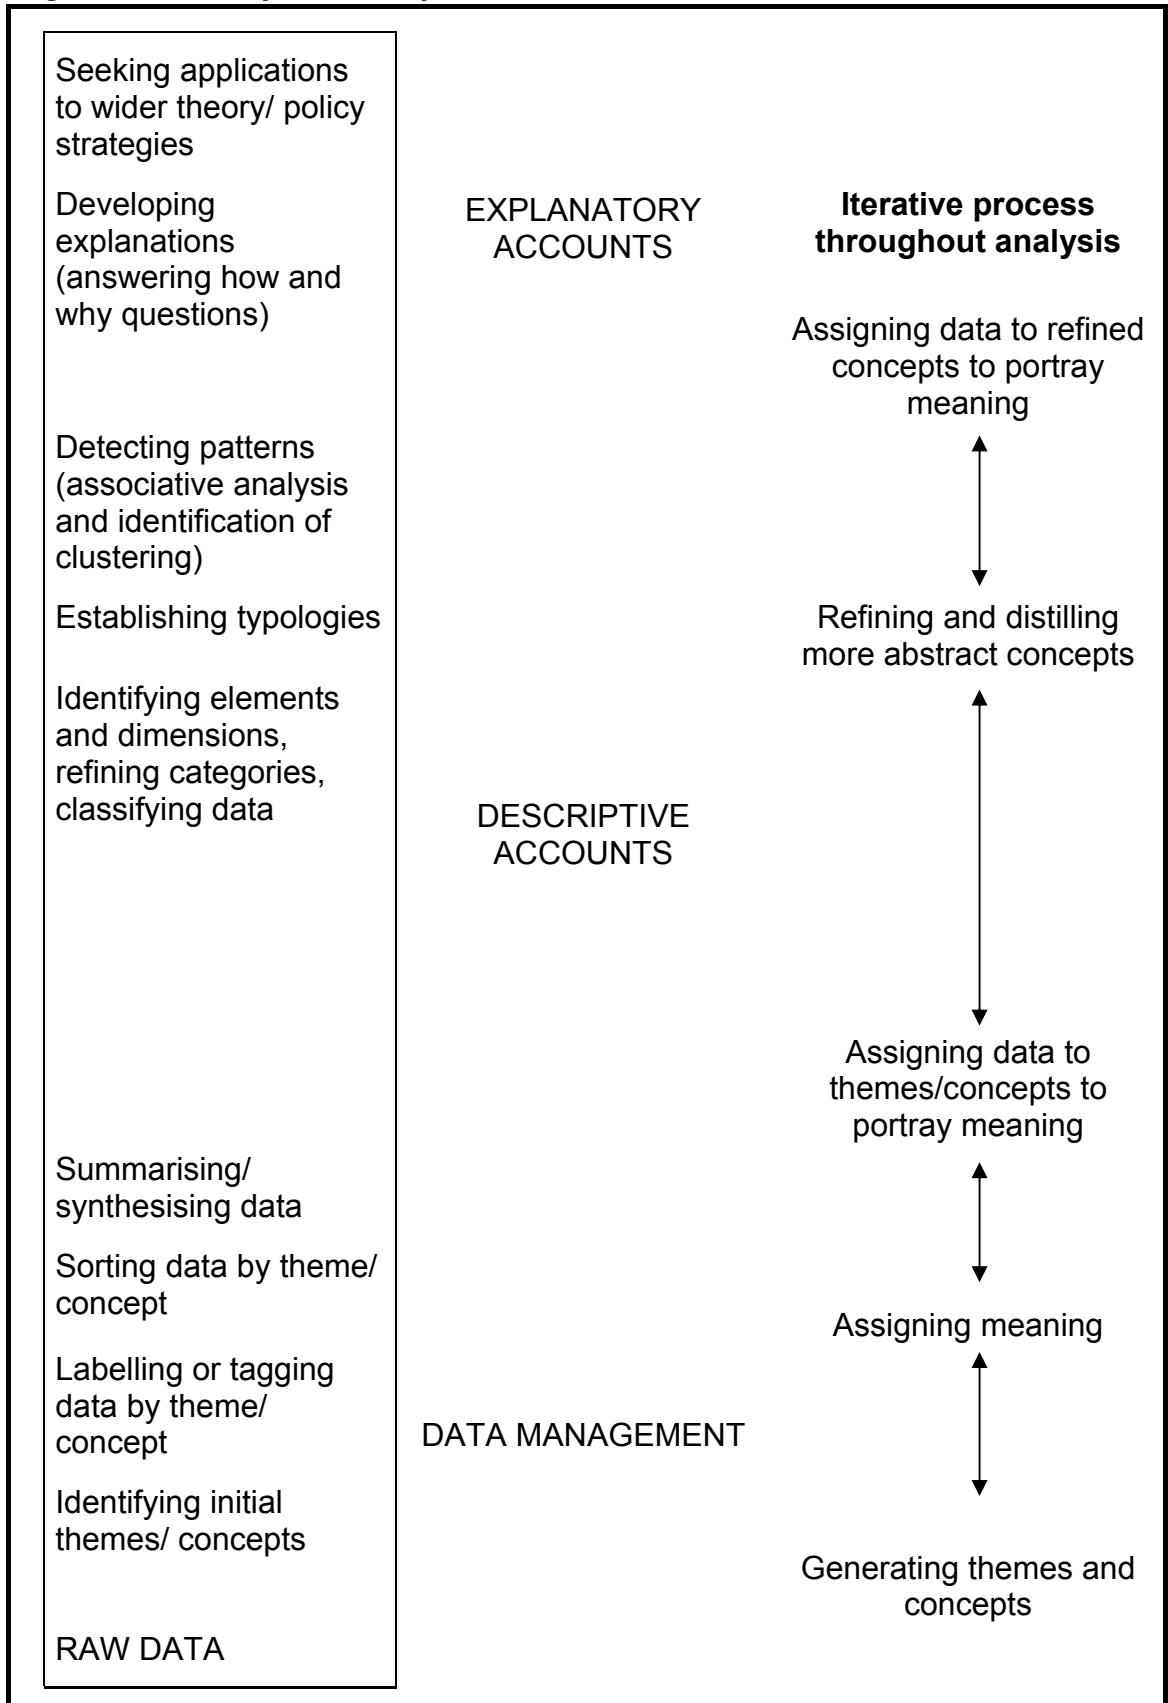 Seeking applications
to wider theory/ policy
strategies
Developing
explanations
(answering how and
why questions)
Detecting patterns
(associative analysis
and identification of
clustering)
Establishing typologies
Identifying elements
and dimensions,
refining categories,
classifying data
Summarising/
synthesising data
Sorting data by theme/
concept
Labelling or tagging
data by theme/
concept
Identifying initial
themes/ concepts
RAW DATA
EXPLANATORY
ACCOUNTS
DESCRIPTIVE
ACCOUNTS
DATA MANAGEMENT
Iterative process
throughout analysis
Assigning data to refined
concepts to portray
meaning
Refining and distilling
more abstract concepts
Assigning data to
themes/concepts to
portray meaning
Assigning meaning
Generating themes and
concepts